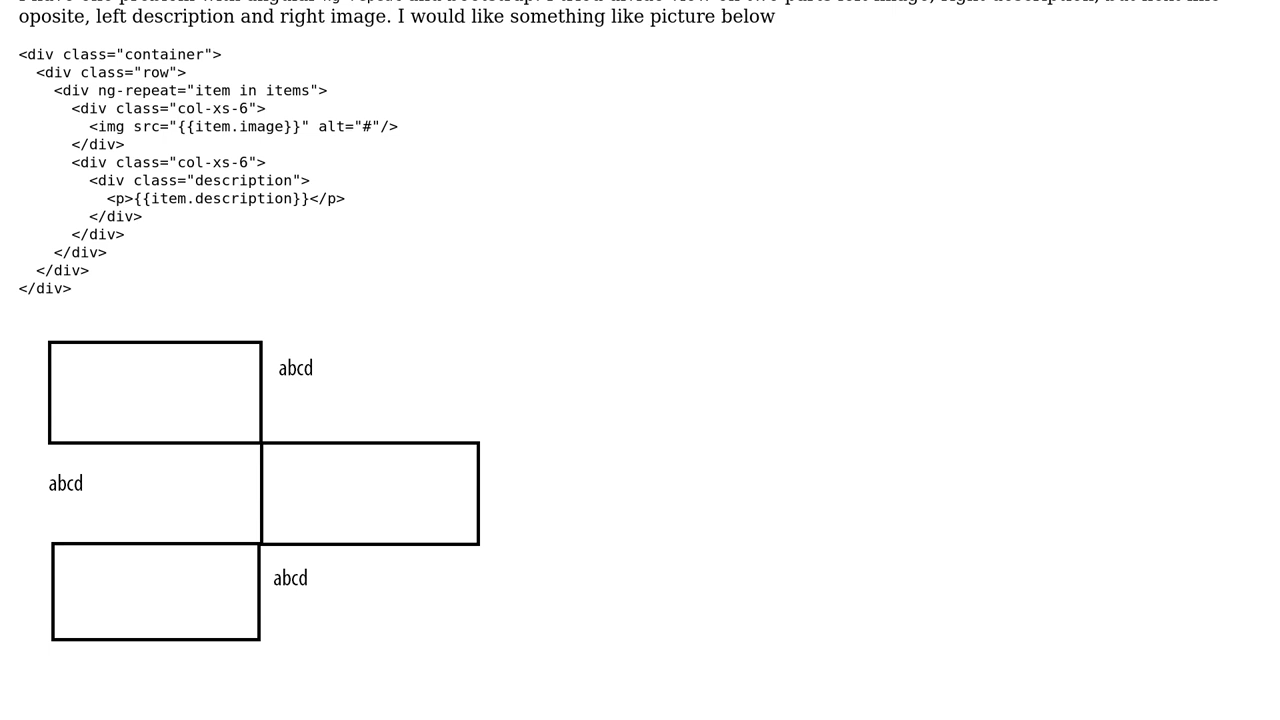 oposite, left description and right image. I would like something like picture below
<div class="container">
  <div class="row">
    <div ng-repeat="item in items">
      <div class="col-xs-6">
        <img src="{{item.image}}" alt="#"/>
      </div>
      <div class="col-xs-6">
        <div class="description">
          <p>{{item.description}}</p>
        </div>
      </div>
    </div>
  </div>
</div>
abcd
abcd
abcd